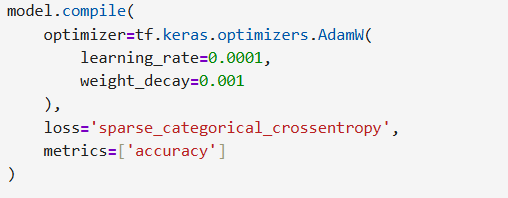 model.compile(
    optimizer=tf.keras.optimizers.AdamW(
        learning_rate=0.0001,
        weight_decay=0.001
    ),
    loss='sparse_categorical_crossentropy',
    metrics=['accuracy']
)